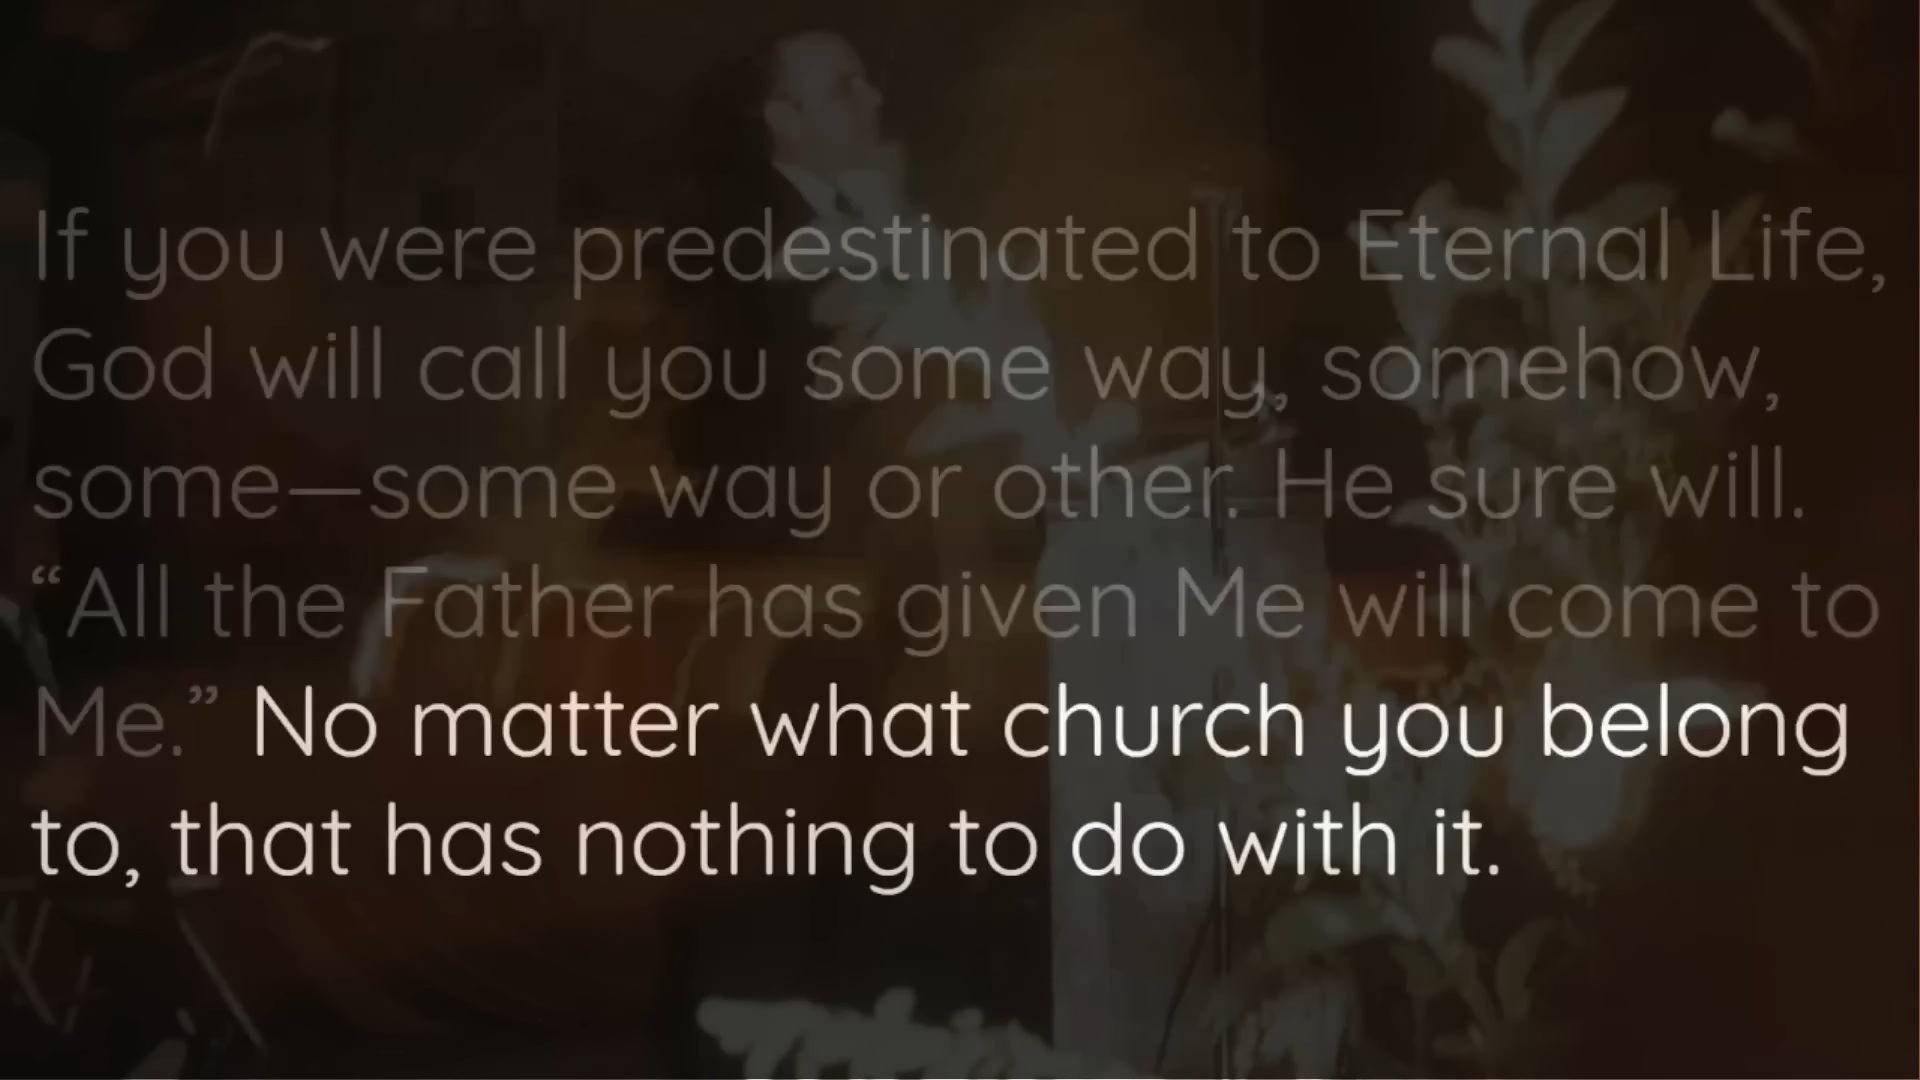 If you were predestinated to Eternal Life,
God will call you some way, somehow,
some—some way or other. He sure will.
“All the Father has given Me will come to
Me.” No matter what church you belong
to, that has nothing to do with it.